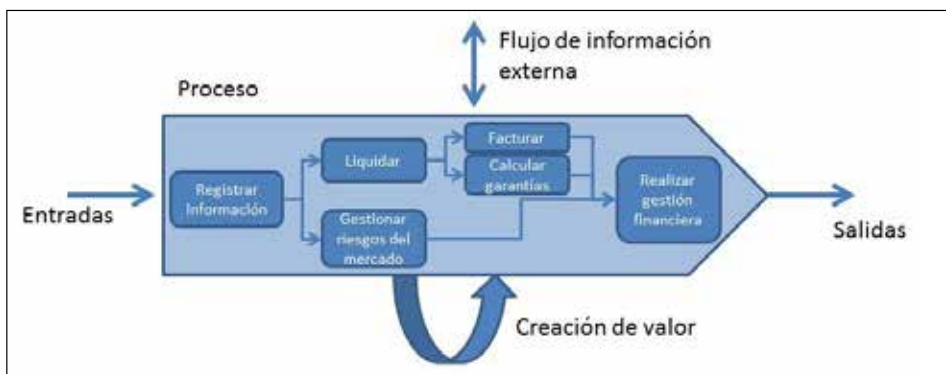 Flujo de información
externa
Proceso
Entradas
Registrar
Información
Liquidar
Gestionar
riesgos del
mercado
Facturar
Calcular
garantías
Realizar
gestión
financiera
Salidas
Creación de valor